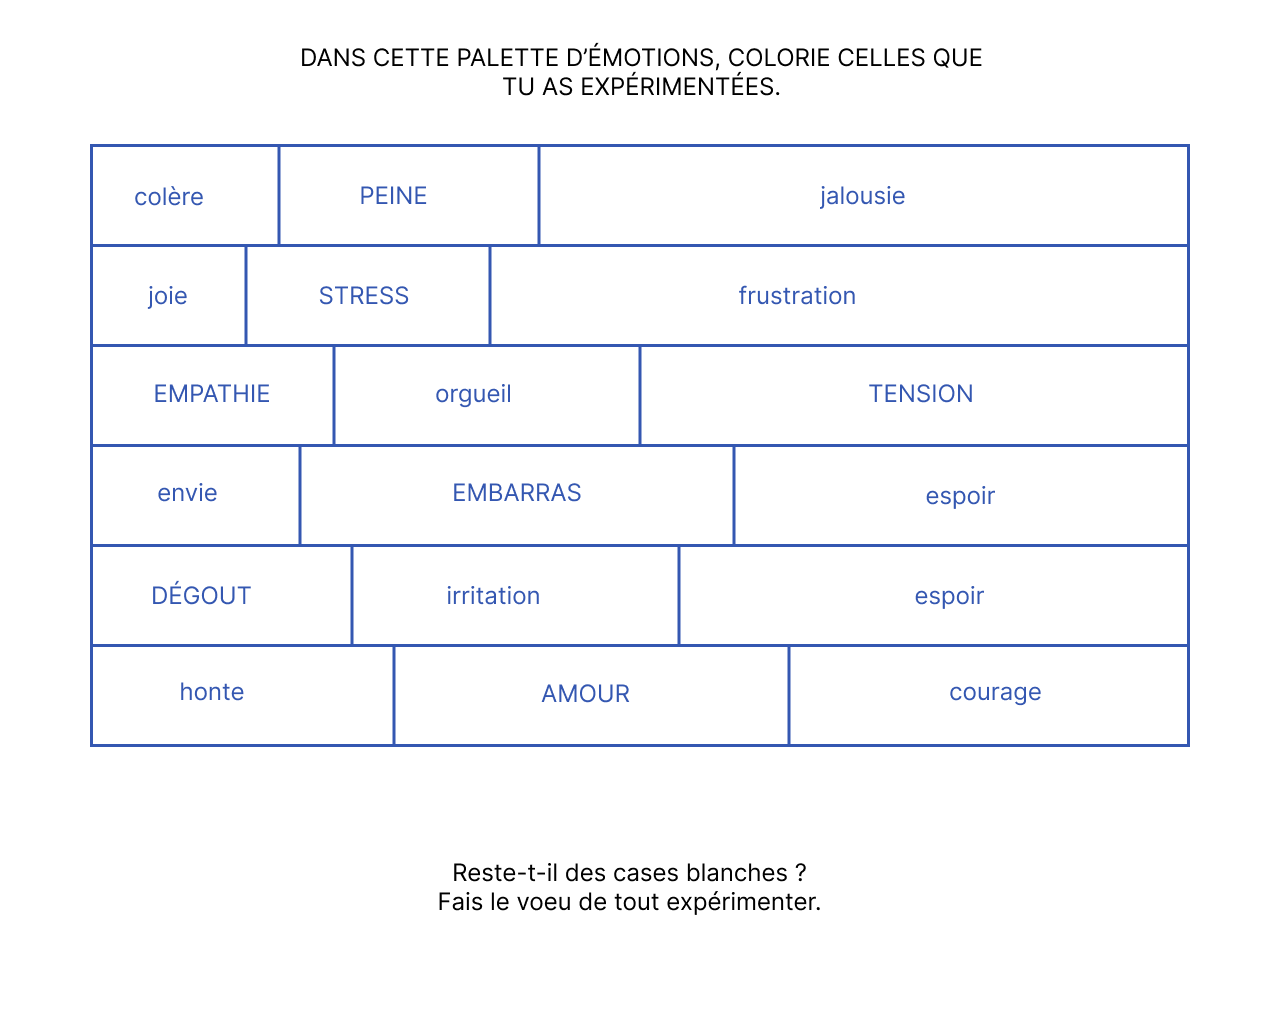 DANS CETTE PALETTE D’ÉMOTIONS, COLORIE CELLES QUE
TU AS EXPÉRIMENTÉES.
colère PEINE jalousie
joie STRESS frustration
EMPATHIE orgueil TENSION
envie EMBARRAS espoir
DÉGOUT irritation espoir
honte AMOUR courage
Reste-t-il des cases blanches ?
Fais le voeu de tout expérimenter.